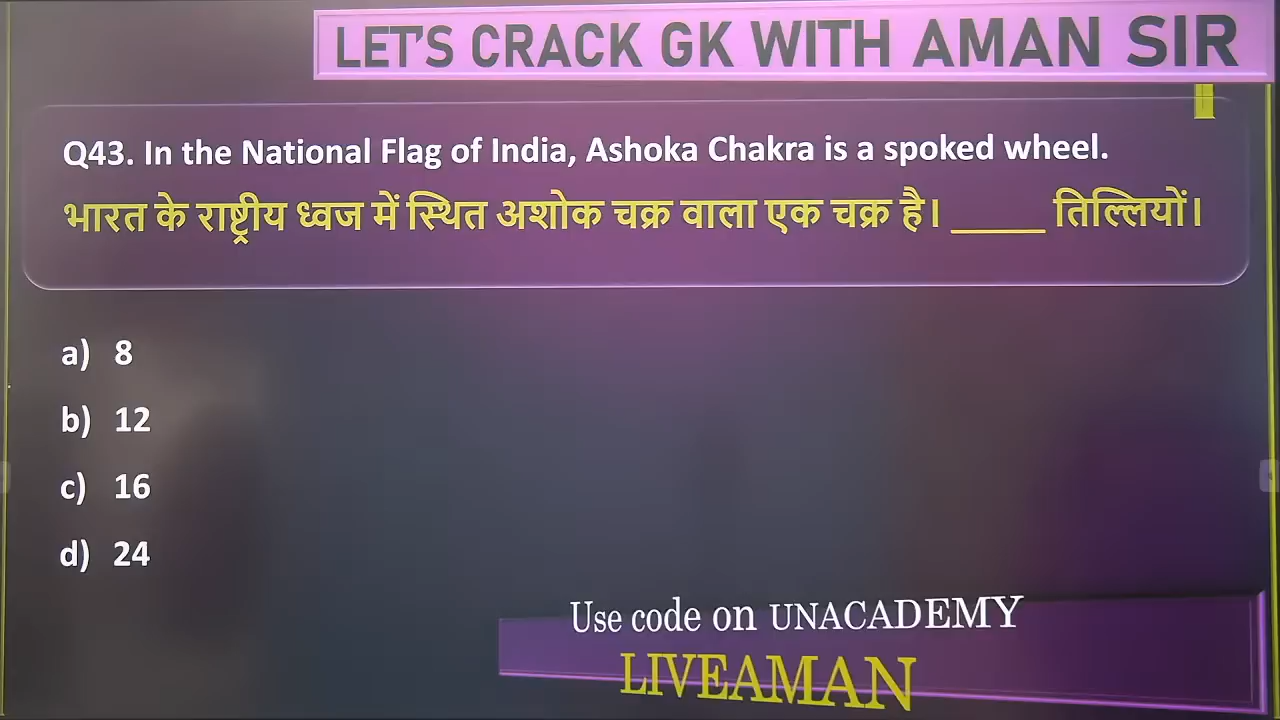 LET'S CRACK GK WITH AMAN SIR
Q43. In the National Flag of India, Ashoka Chakra is a spoked wheel.
भारत के राष्ट्रीय ध्वज में स्थित अशोक चक्र वाला एक चक्र है। _____ तिल्लियों।
a) 8
b) 12
c) 16
d) 24
Use code on UNACADEMY
LIVEAMAN